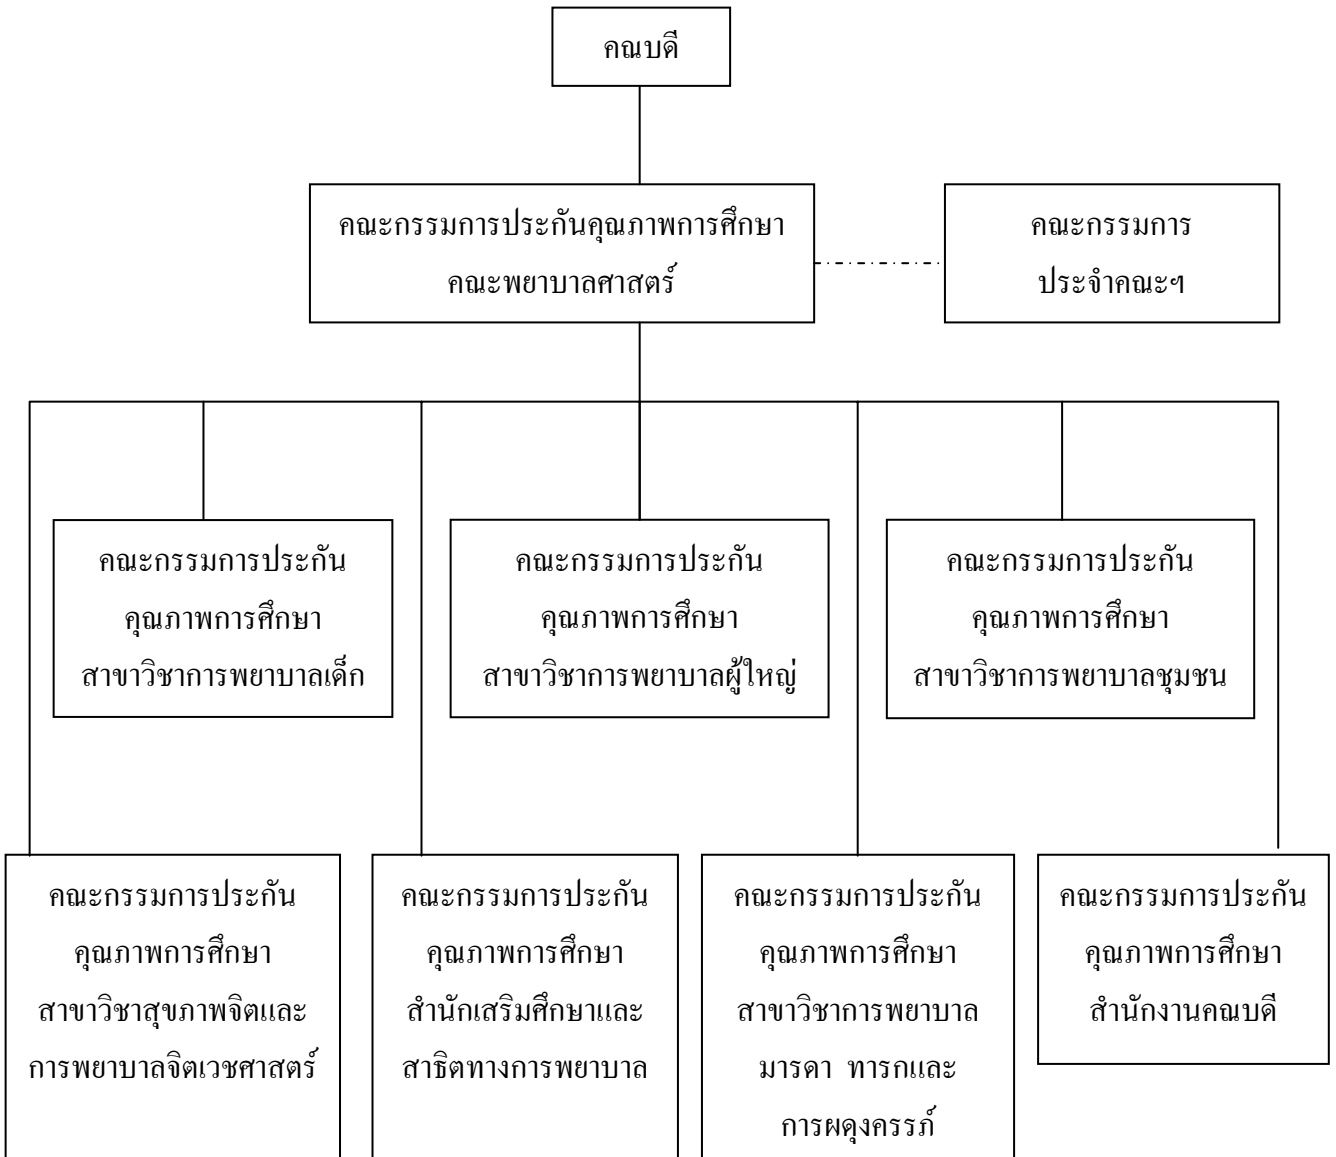 คณบดี
คณะกรรมการประกันคุณภาพการศึกษา
คณะพยาบาลศาสตร์
คณะกรรมการ
ประจำคณะฯ
คณะกรรมการประกัน
คุณภาพการศึกษา
สาขาวิชาการพยาบาลเด็ก
คณะกรรมการประกัน
คุณภาพการศึกษา
สาขาวิชาการพยาบาลผู้ใหญ่
คณะกรรมการประกัน
คุณภาพการศึกษา
สาขาวิชาการพยาบาลชุมชน
คณะกรรมการประกัน
คุณภาพการศึกษา
สาขาวิชาสุขภาพจิตและ
การพยาบาลจิตเวชศาสตร์
คณะกรรมการประกัน
คุณภาพการศึกษา
สำนักเสริมศึกษาและ
สาธิตทางการพยาบาล
คณะกรรมการประกัน
คุณภาพการศึกษา
สาขาวิชาการพยาบาล
มารดา ทารกและ
การผดุงครรภ์
คณะกรรมการประกัน
คุณภาพการศึกษา
สำนักงานคณบดี